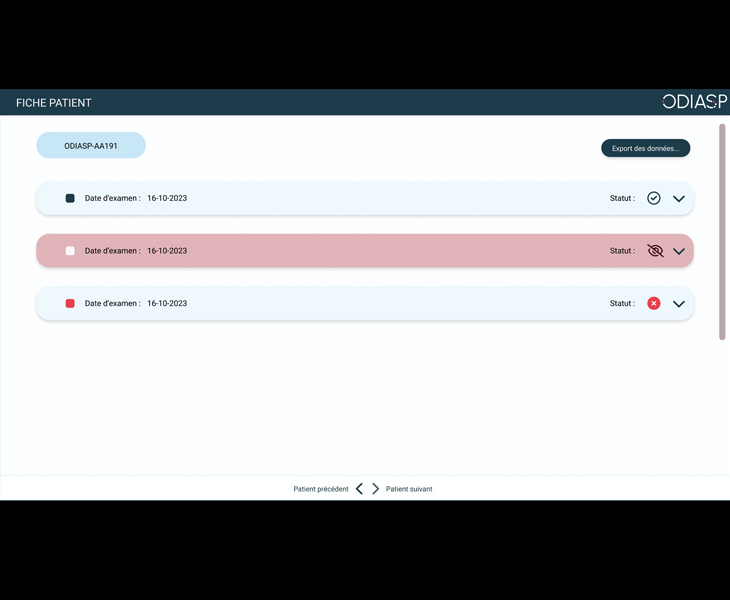 FICHE PATIENT
ODIASP
ODIASP-AA191
Export des données...
Date d'examen : 16-10-2023 Statut :
Date d'examen : 16-10-2023 Statut :
Date d'examen : 16-10-2023 Statut :
Patient précédent Patient suivant